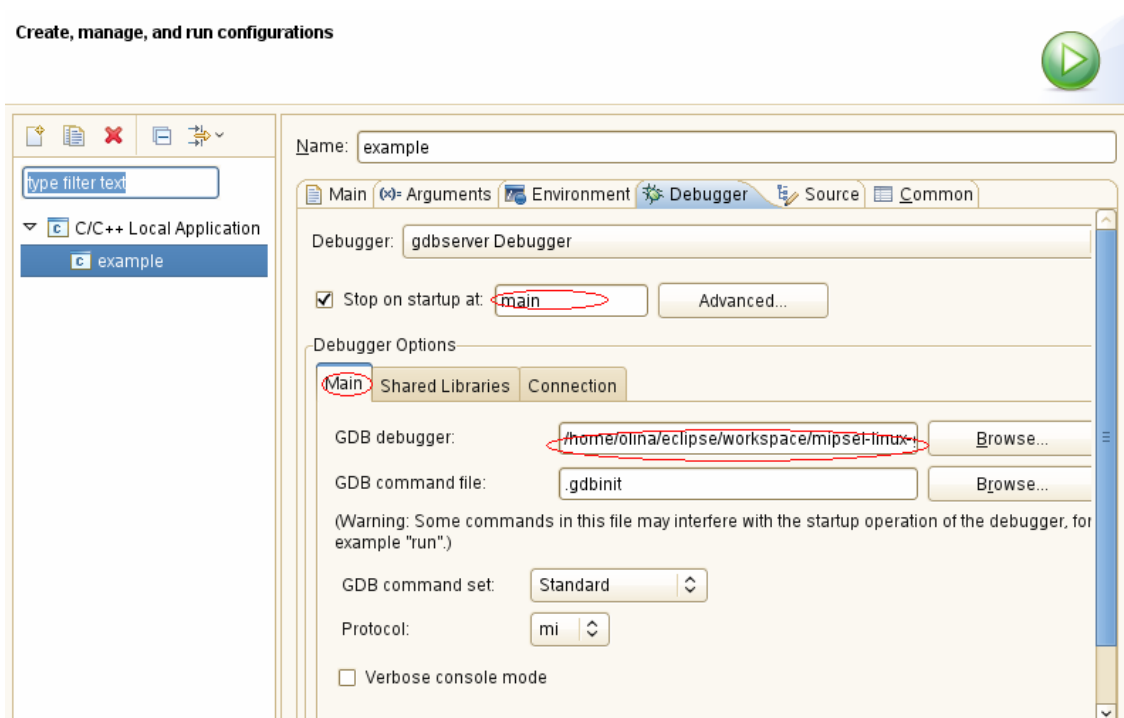 Create, manage, and run configurations
Name: example
type filter text
Main (x)= Arguments Environment Debugger Source Common
C/C++ Local Application
example
Debugger: gdbserver Debugger
Stop on startup at: main Advanced...
Debugger Options
Main Shared Libraries Connection
GDB debugger: /home/olina/eclipse/workspace/mipsel-linux- Browse...
GDB command file: .gdbinit Browse...
(Warning: Some commands in this file may interfere with the startup operation of the debugger, for
example "run".)
GDB command set: Standard
Protocol: mi
Verbose console mode